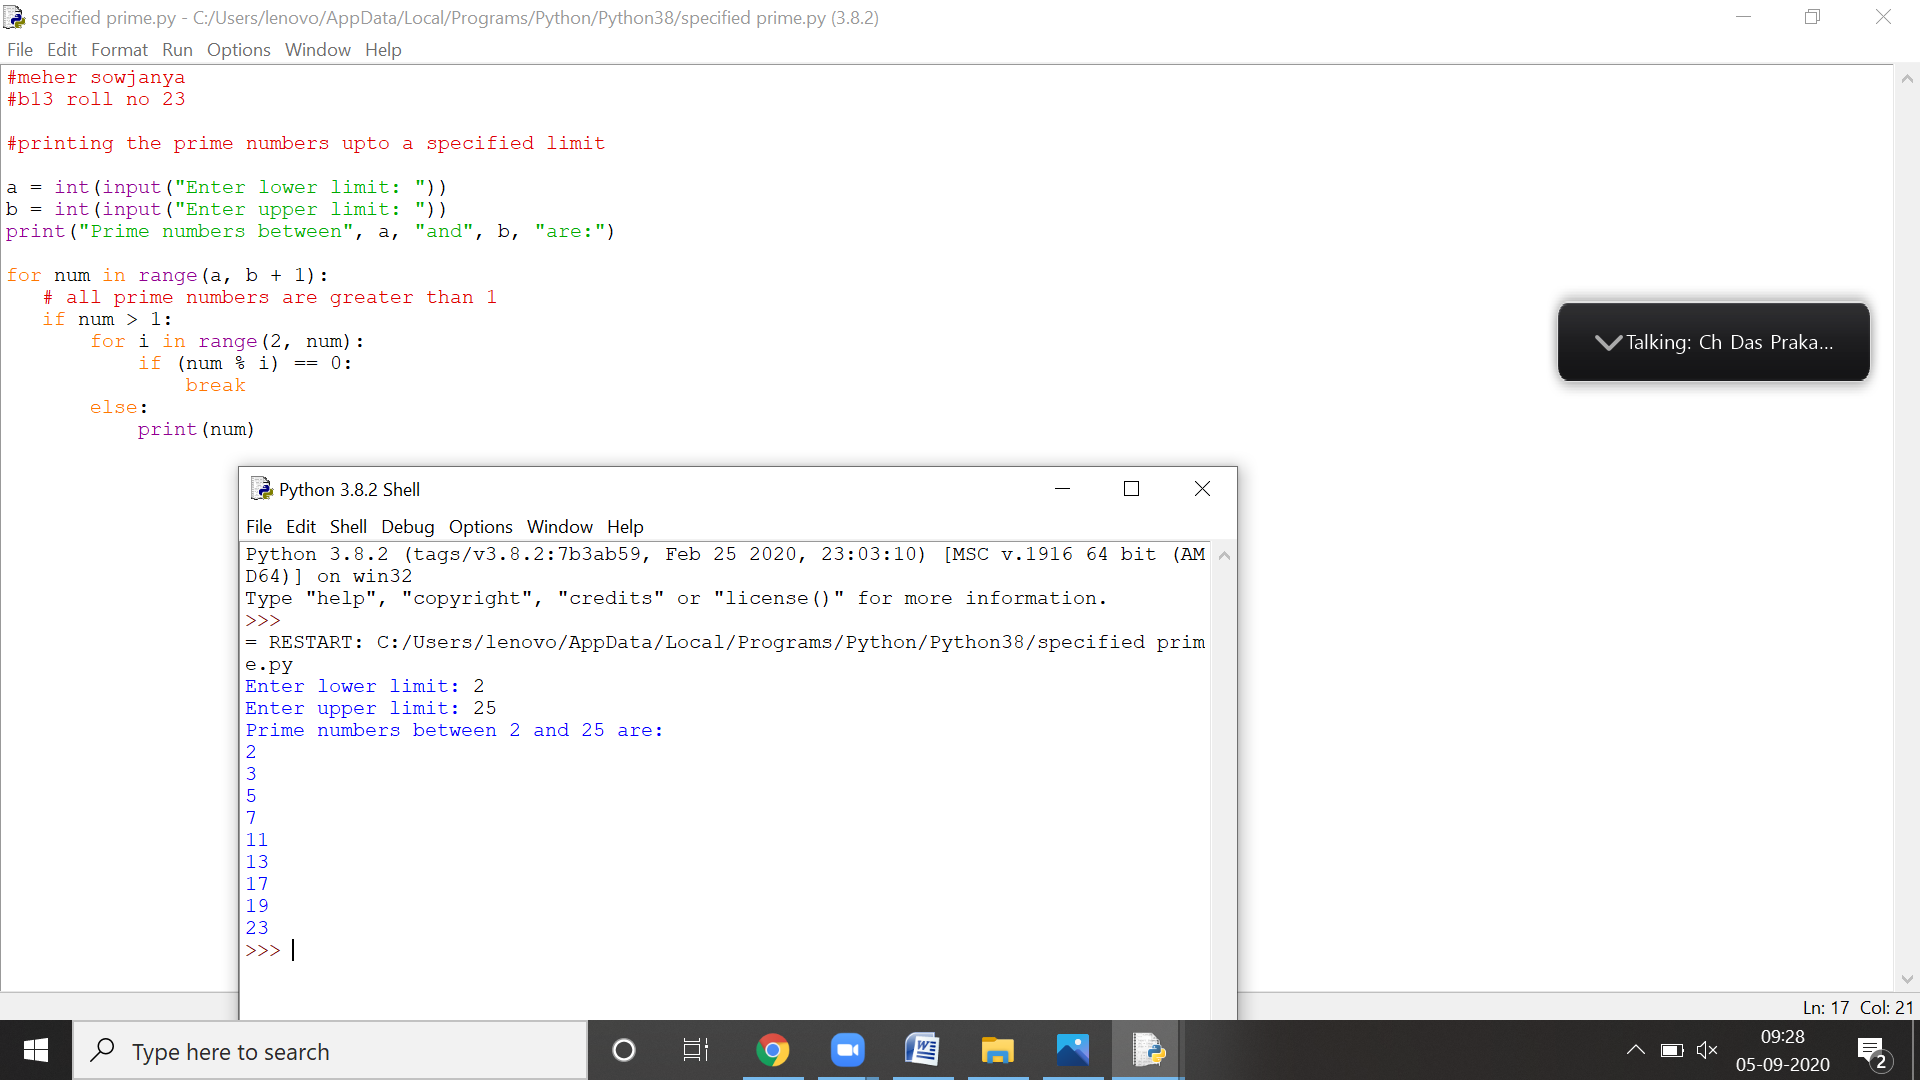 specified prime.py - C:/Users/lenovo/AppData/Local/Programs/Python/Python38/specified prime.py (3.8.2)
File Edit Format Run Options Window Help
#meher sowjanya
#b13 roll no 23

#printing the prime numbers upto a specified limit

a = int(input("Enter lower limit: "))
b = int(input("Enter upper limit: "))
print("Prime numbers between", a, "and", b, "are:")

for num in range(a, b + 1):
   # all prime numbers are greater than 1
   if num > 1:
       for i in range(2, num):
           if (num % i) == 0:
               break
       else:
           print(num)
Talking: Ch Das Praka...
Python 3.8.2 Shell
File Edit Shell Debug Options Window Help
Python 3.8.2 (tags/v3.8.2:7b3ab59, Feb 25 2020, 23:03:10) [MSC v.1916 64 bit (AM
D64)] on win32
Type "help", "copyright", "credits" or "license()" for more information.
>>>
= RESTART: C:/Users/lenovo/AppData/Local/Programs/Python/Python38/specified prim
e.py
Enter lower limit: 2
Enter upper limit: 25
Prime numbers between 2 and 25 are:
2
3
5
7
11
13
17
19
23
>>>
Ln: 17 Col: 21
Type here to search
09:28
05-09-2020
2